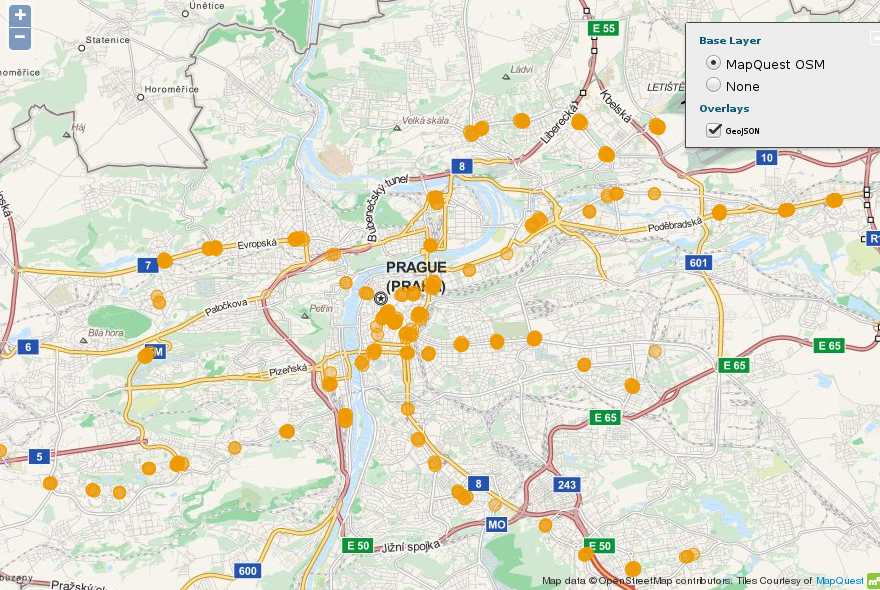 +
−
Únětice
Statenice
Horoměřice
Háj
E 55
Ládví
LETIŠTĚ
Kbelská
Liberecká
Velká skála
Base Layer
MapQuest OSM
None
Overlays
GeoJSON
10
8
Bubenečský tunel
Poděbradská
Evropská
7
601
R1
PRAGUE
(PRAHA)
Patočkova
Petřín
Bílá hora
6
E 65
E 65
Plzeňská
E 65
5
8
243
MO
E 50
Jižní spojka
E 50
600
Pražský
Map data © OpenStreetMap contributors. Tiles Courtesy of MapQuest